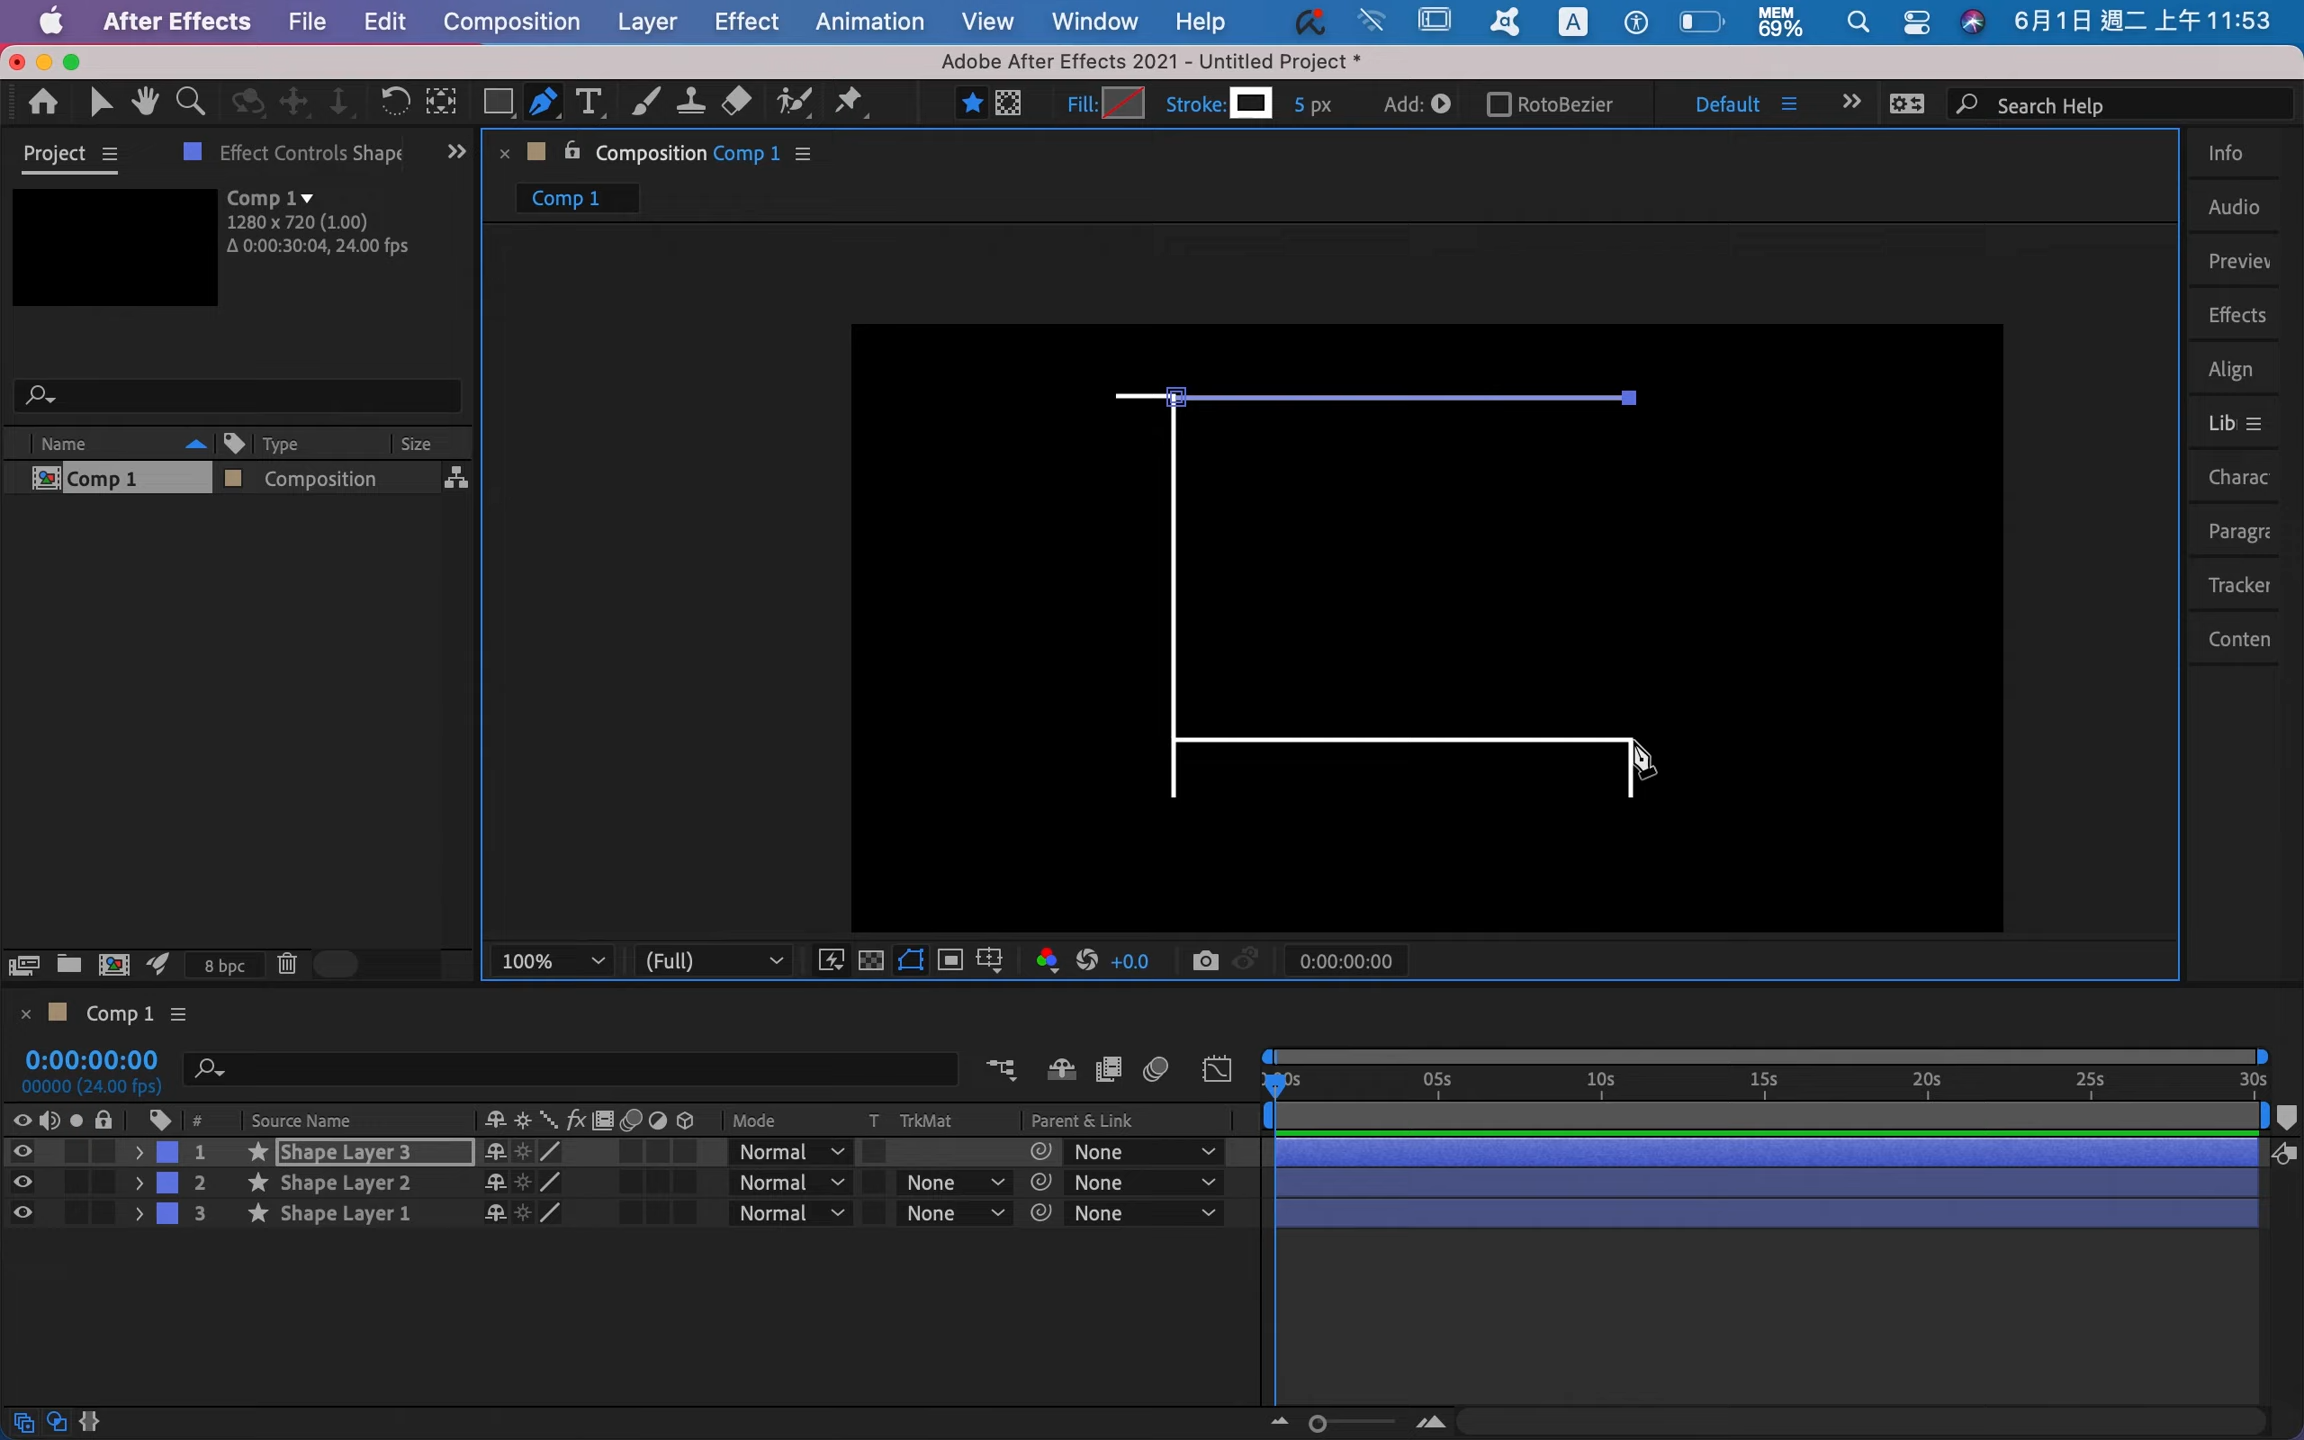 After Effects File Edit Composition Layer Effect Animation View Window Help A MEM 69% 6月1日 週二 上午 11:53
Adobe After Effects 2021 - Untitled Project *
T Fill: Stroke: 5 px Add: RotoBezier Default Search Help
Project Effect Controls Shape Composition Comp 1 Info
Comp 1
1280 x 720 (1.00)
Δ 0:00:30:04, 24.00 fps
Comp 1
Audio
Preview
Effects
Align
Lib
Charac
Paragra
Tracker
Conten
Name Type Size
Comp 1 Composition
8 bpc
100% (Full) +0.0 0:00:00:00
Comp 1
0:00:00:00
00000 (24.00 fps)
0:00s 05s 10s 15s 20s 25s 30s
# Source Name fx Mode T TrkMat Parent & Link
1 Shape Layer 3 Normal None
2 Shape Layer 2 Normal None None
3 Shape Layer 1 Normal None None